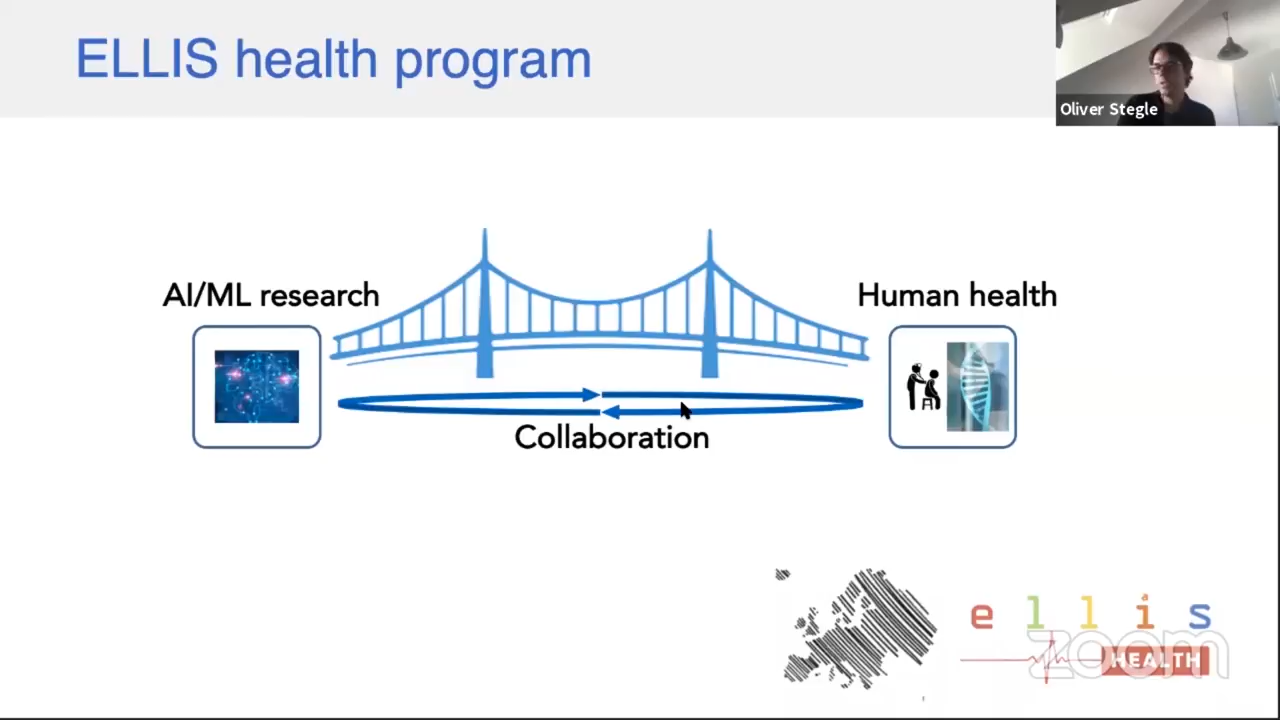 ELLIS health program
Oliver Stegle
AI/ML research
Human health
Collaboration
ellis
HEALTH
zoom